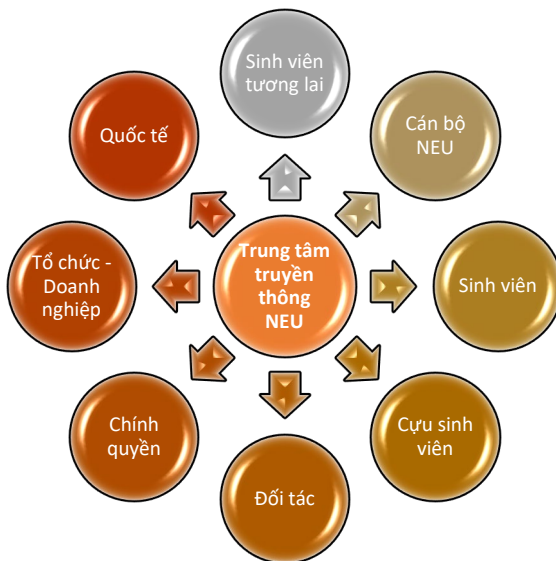 Sinh viên
tương lai
Cán bộ
NEU
Sinh viên
Cựu sinh
viên
Đối tác
Chính
quyền
Tổ chức -
Doanh
nghiệp
Quốc tế
Trung tâm
truyền
thông
NEU